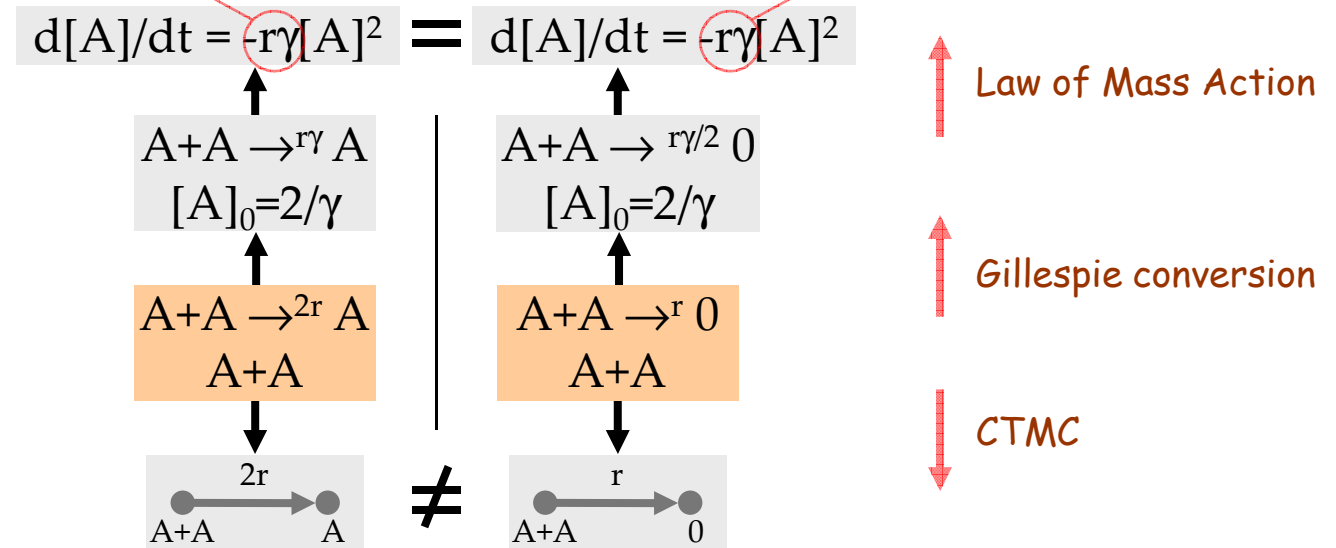 d[A]/dt = -rγ[A]² = d[A]/dt = -rγ[A]²
Law of Mass Action
A+A →ʳᵞ A
[A]₀=2/γ
A+A → ʳᵞ/² 0
[A]₀=2/γ
Gillespie conversion
A+A →²ʳ A
A+A
A+A →ʳ 0
A+A
CTMC
2r
A+A A
≠
r
A+A 0